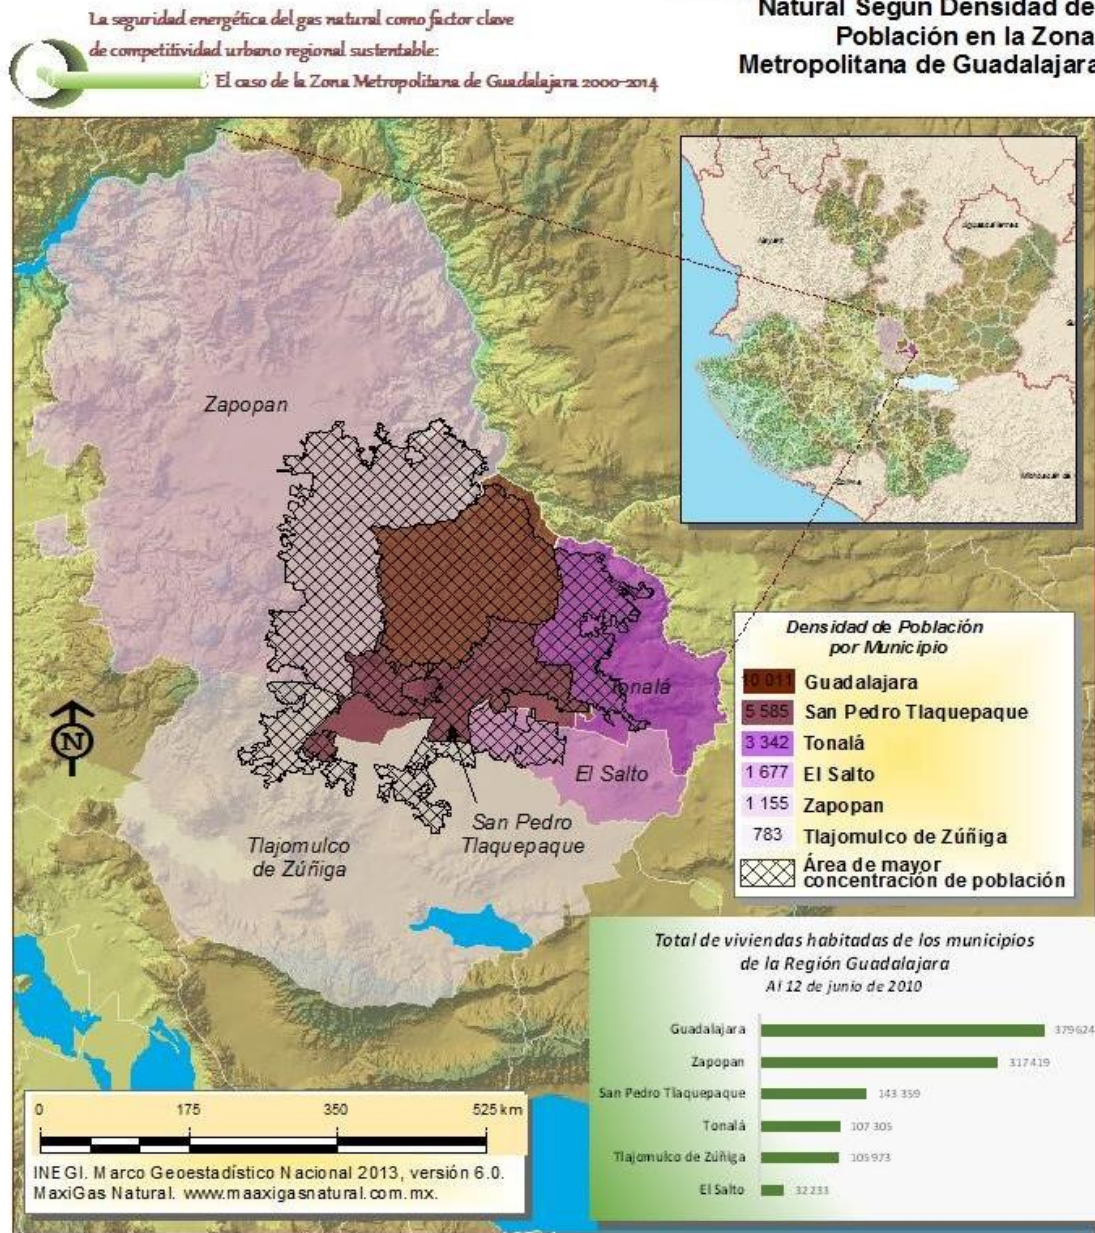 La seguridad energética del gas natural como factor clave
de competitividad urbano regional sustentable:
El caso de la Zona Metropolitana de Guadalajara 2000-2014
Natural Según Densidad de
Población en la Zona
Metropolitana de Guadalajara
Nayarit
Aguascalientes
Colima
Michoacán de
Zapopan
Tonalá
El Salto
San Pedro
Tlaquepaque
Tlajomulco
de Zúñiga
N
Densidad de Población
por Municipio
10 011 Guadalajara
5 585 San Pedro Tlaquepaque
3 342 Tonalá
1 677 El Salto
1 155 Zapopan
783 Tlajomulco de Zúñiga
Área de mayor
concentración de población
Total de viviendas habitadas de los municipios
de la Región Guadalajara
Al 12 de junio de 2010
Guadalajara 379624
Zapopan 317419
San Pedro Tlaquepaque 143 359
Tonalá 107 305
Tlajomulco de Zúñiga 105973
El Salto 32233
0 175 350 525 km
INEGI. Marco Geoestadístico Nacional 2013, versión 6.0.
MaxiGas Natural. www.maaxigasnatural.com.mx.